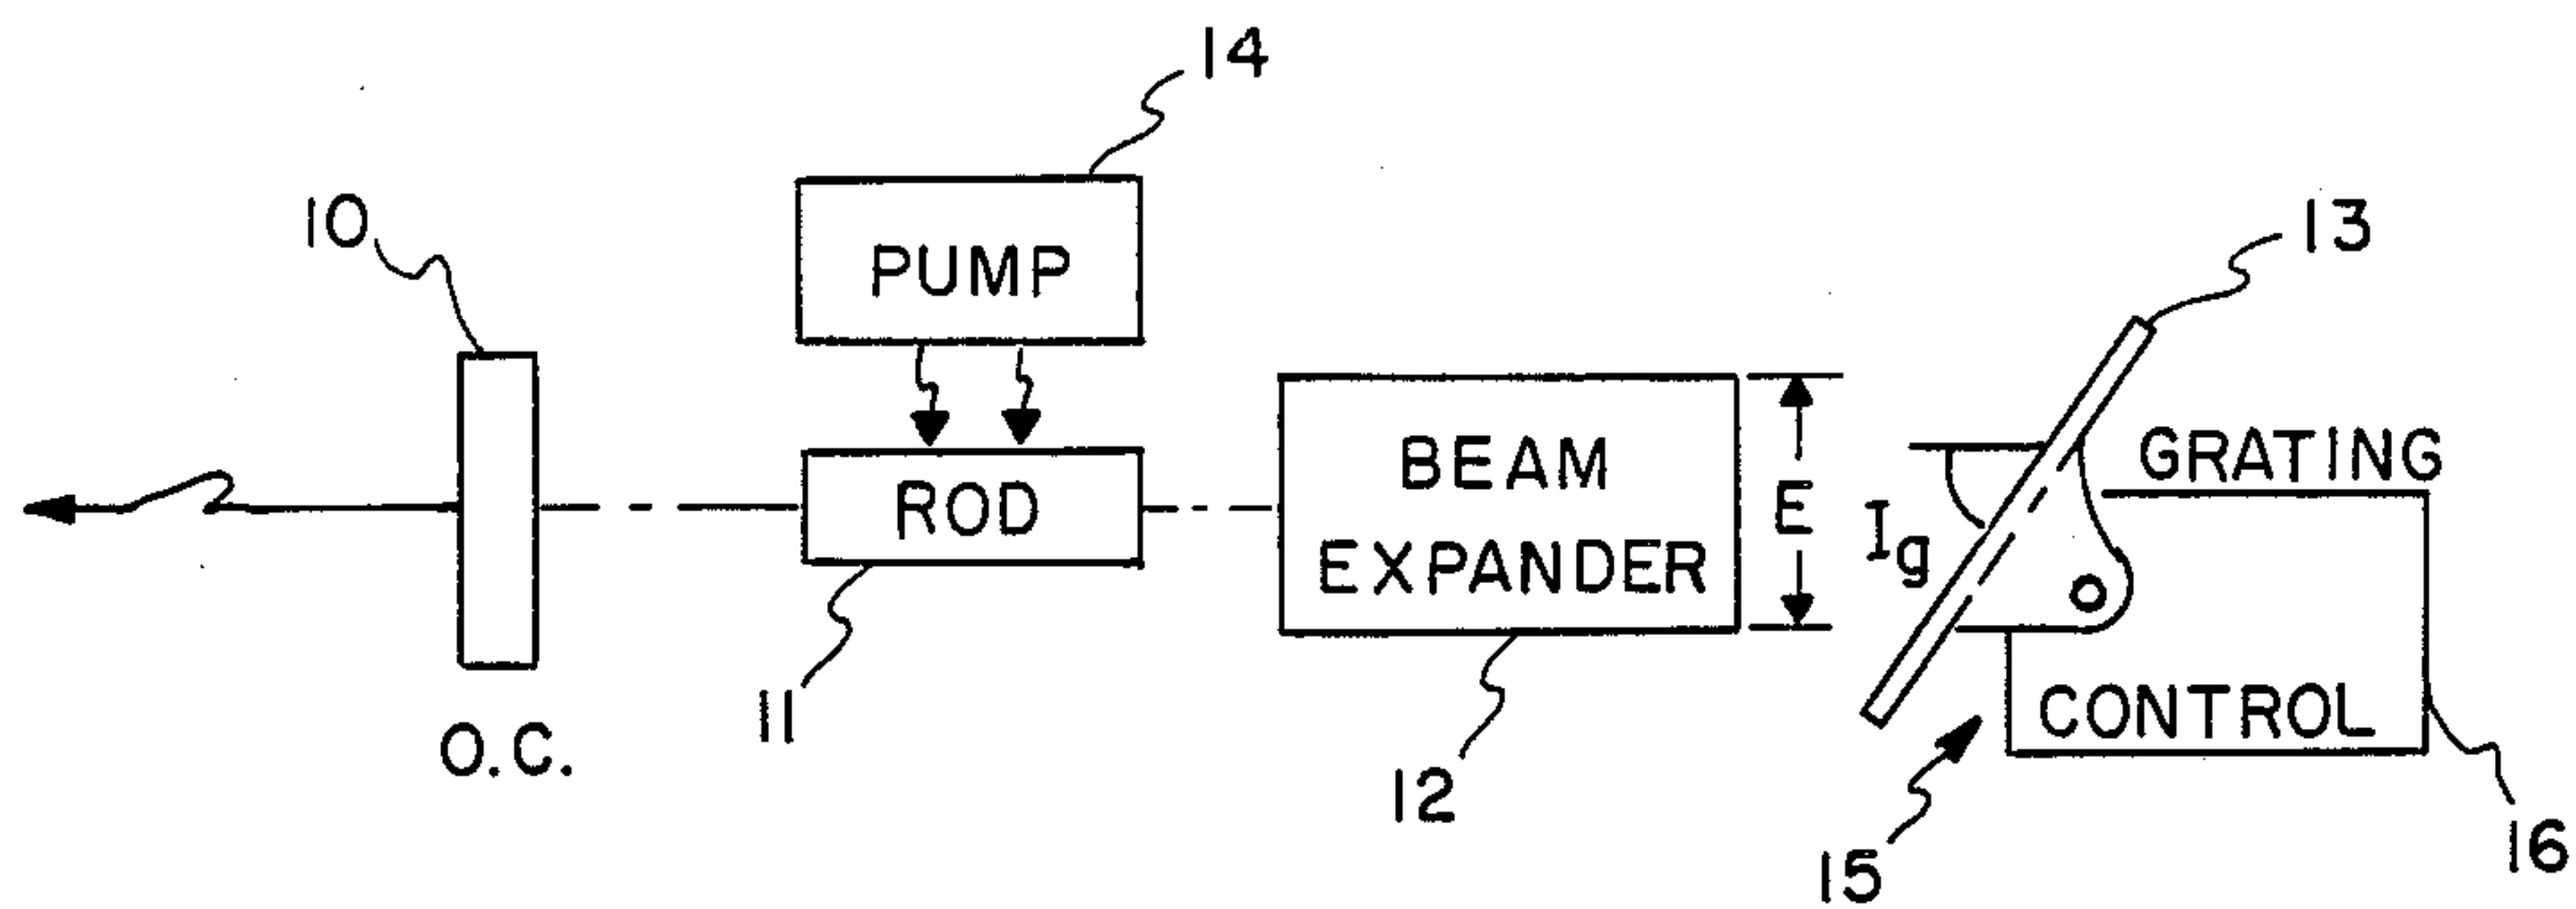 14
10
13
PUMP
ROD
BEAM
EXPANDER
E
Ig
GRATING
CONTROL
O.C.
11
12
15
16